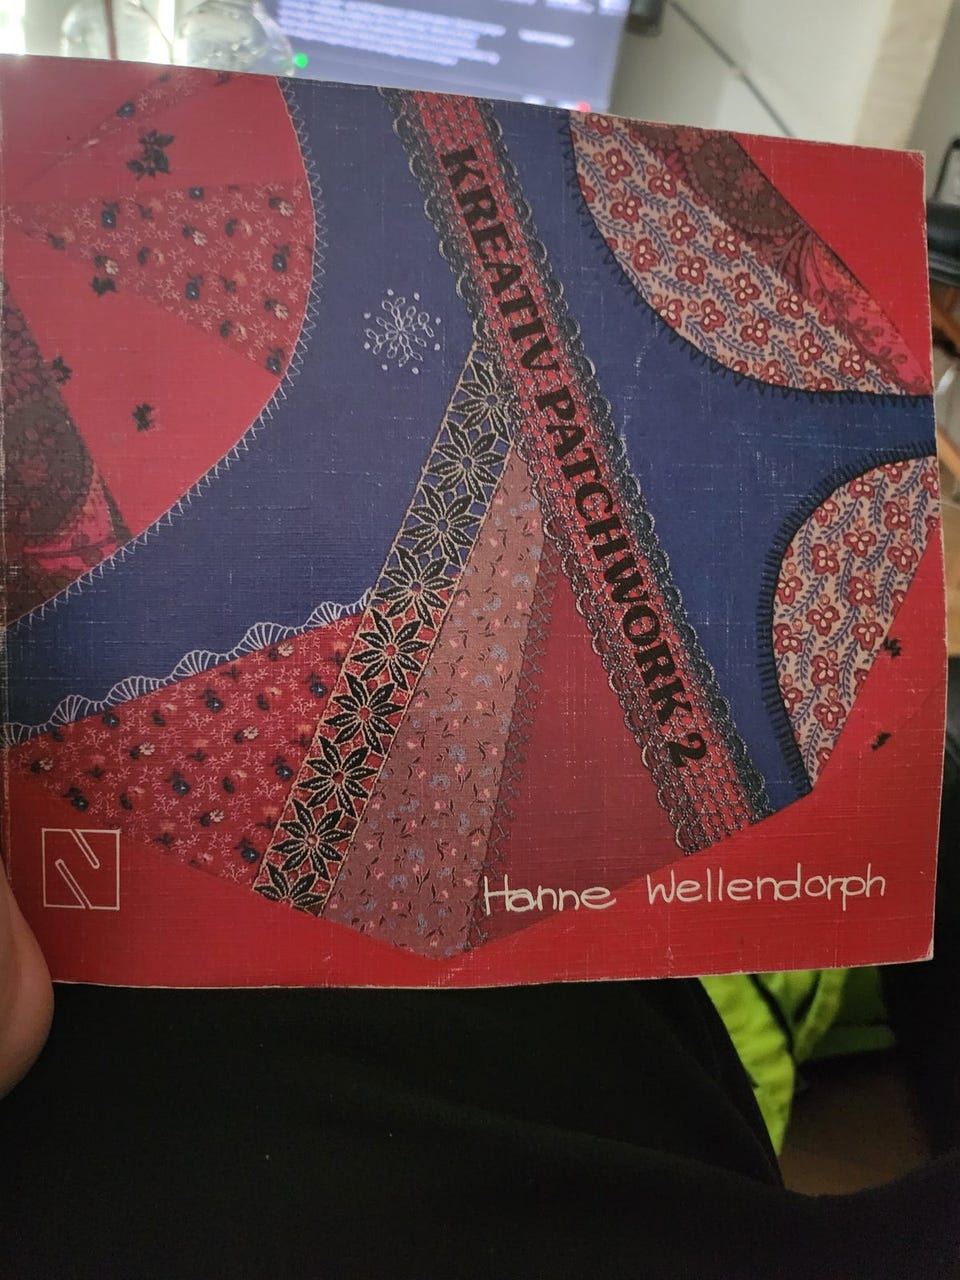 KREATIV PATCHWORK 2
Hanne Wellendorph